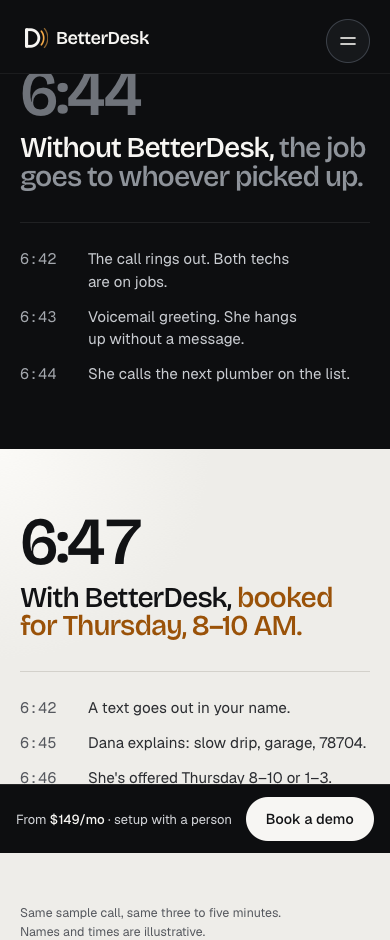 BetterDesk
6:44
Without BetterDesk, the job
goes to whoever picked up.
6:42 The call rings out. Both techs
are on jobs.
6:43 Voicemail greeting. She hangs
up without a message.
6:44 She calls the next plumber on the list.
6:47
With BetterDesk, booked
for Thursday, 8–10 AM.
6:42 A text goes out in your name.
6:45 Dana explains: slow drip, garage, 78704.
6:46 She's offered Thursday 8–10 or 1–3.
From $149/mo · setup with a person Book a demo
Same sample call, same three to five minutes.
Names and times are illustrative.